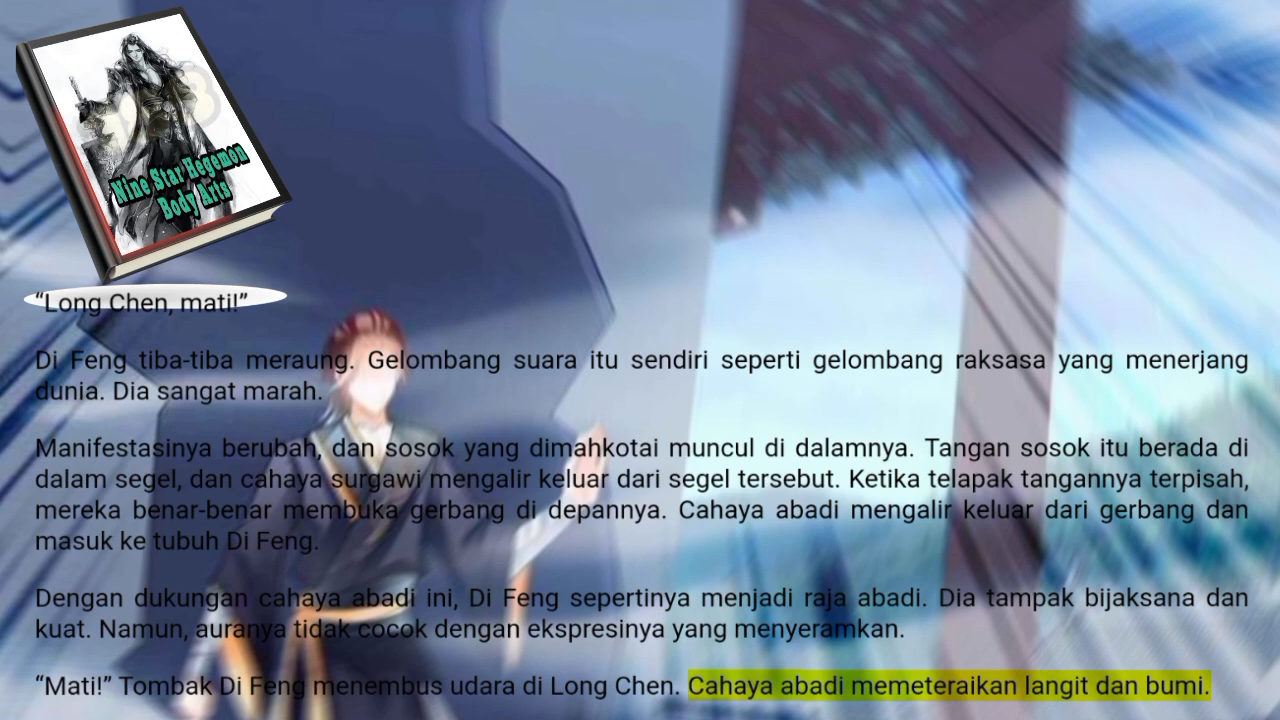 Nine Star Hegemon
Body Arts
“Long Chen, mati!”
Di Feng tiba-tiba meraung. Gelombang suara itu sendiri seperti gelombang raksasa yang menerjang
dunia. Dia sangat marah.
Manifestasinya berubah, dan sosok yang dimahkotai muncul di dalamnya. Tangan sosok itu berada di
dalam segel, dan cahaya surgawi mengalir keluar dari segel tersebut. Ketika telapak tangannya terpisah,
mereka benar-benar membuka gerbang di depannya. Cahaya abadi mengalir keluar dari gerbang dan
masuk ke tubuh Di Feng.
Dengan dukungan cahaya abadi ini, Di Feng sepertinya menjadi raja abadi. Dia tampak bijaksana dan
kuat. Namun, auranya tidak cocok dengan ekspresinya yang menyeramkan.
“Mati!” Tombak Di Feng menembus udara di Long Chen. Cahaya abadi memeteraikan langit dan bumi.